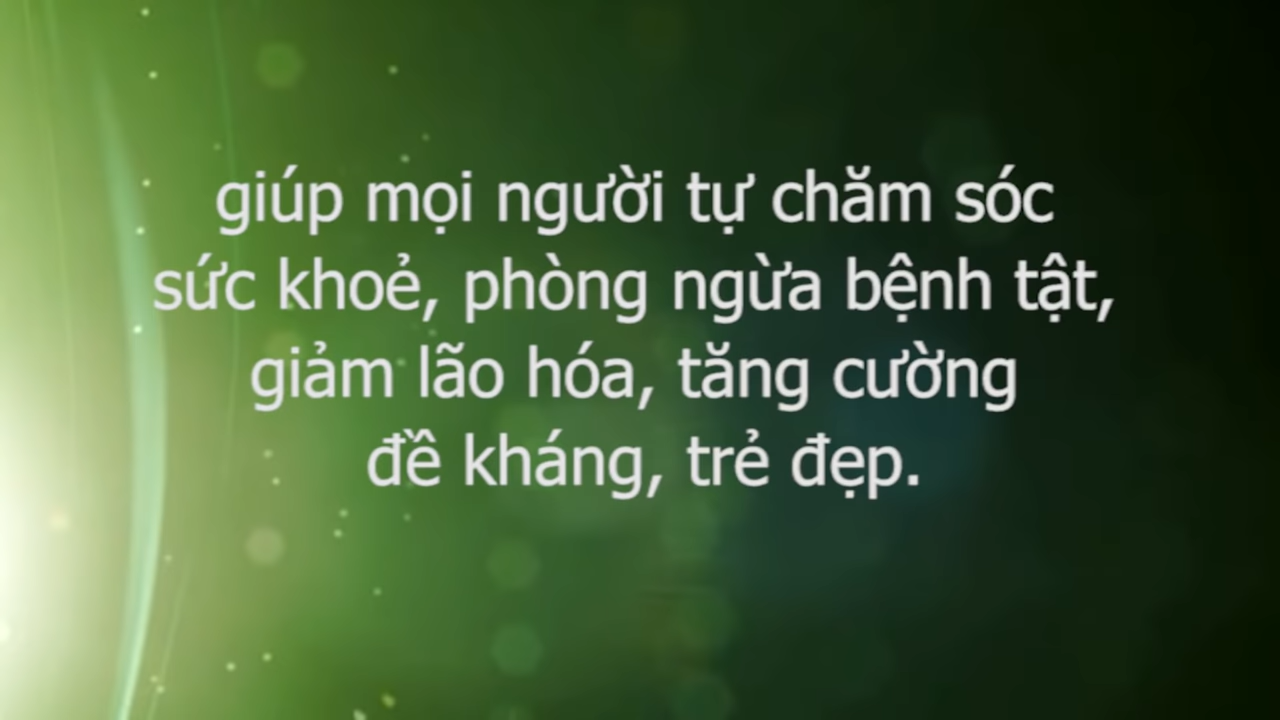 giúp mọi người tự chăm sóc
sức khoẻ, phòng ngừa bệnh tật,
giảm lão hóa, tăng cường
đề kháng, trẻ đẹp.